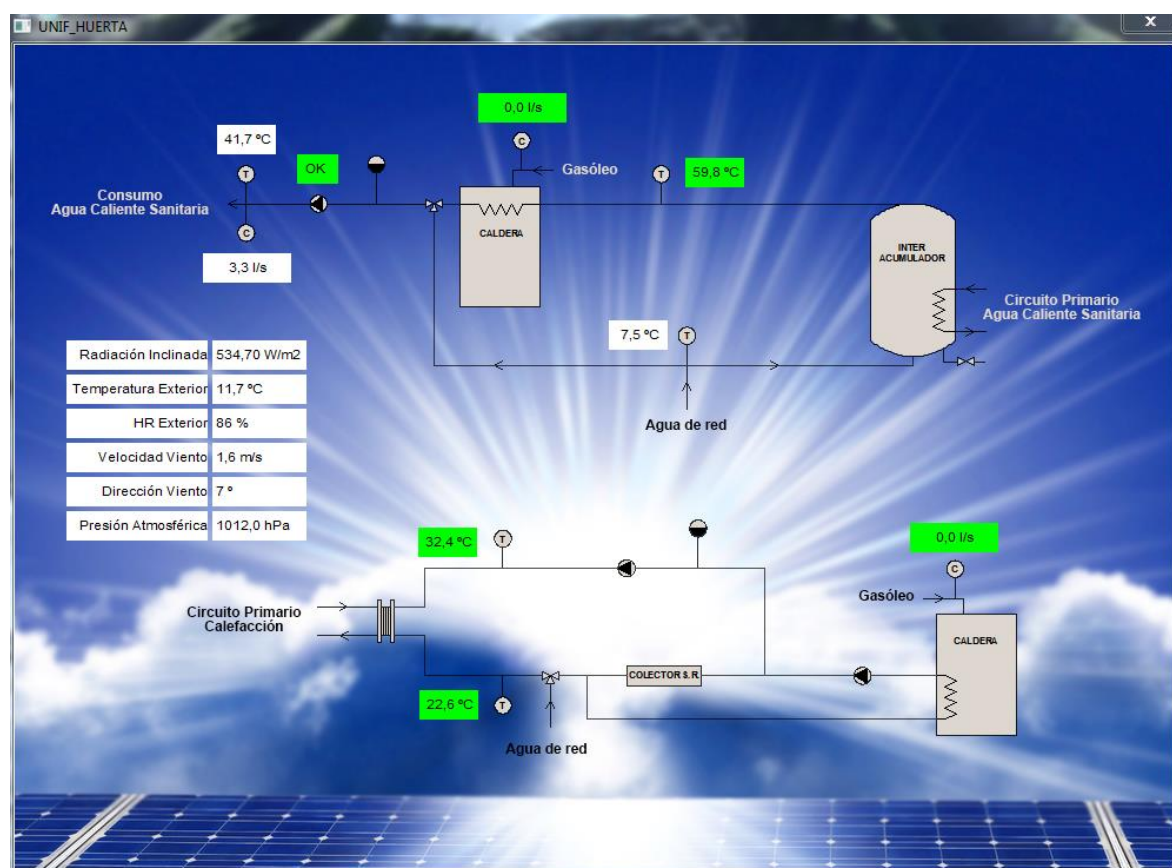 UNIF_HUERTA
X
0,0 l/s
41,7 ºC
C
OK
Gasóleo
T
T
59,8 ºC
Consumo
Agua Caliente Sanitaria
CALDERA
C
INTER
ACUMULADOR
3,3 l/s
Circuito Primario
Agua Caliente Sanitaria
7,5 ºC
T
Radiación Inclinada 534,70 W/m2
Temperatura Exterior 11,7 ºC
HR Exterior 86 %
Agua de red
Velocidad Viento 1,6 m/s
Dirección Viento 7 º
Presión Atmosférica 1012,0 hPa
32,4 ºC
T
0,0 l/s
C
Gasóleo
Circuito Primario
Calefacción
CALDERA
COLECTOR S. R.
22,6 ºC
T
Agua de red